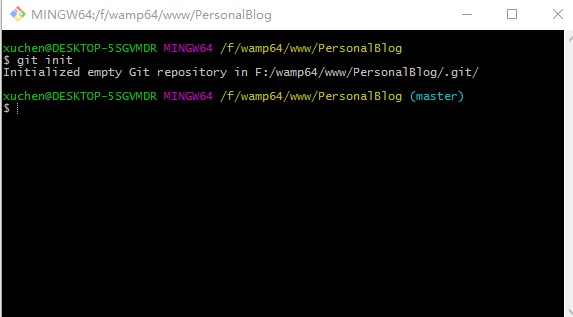 MINGW64:/f/wamp64/www/PersonalBlog
xuchen@DESKTOP-5SGVMDR MINGW64 /f/wamp64/www/PersonalBlog
$ git init
Initialized empty Git repository in F:/wamp64/www/PersonalBlog/.git/
xuchen@DESKTOP-5SGVMDR MINGW64 /f/wamp64/www/PersonalBlog (master)
$